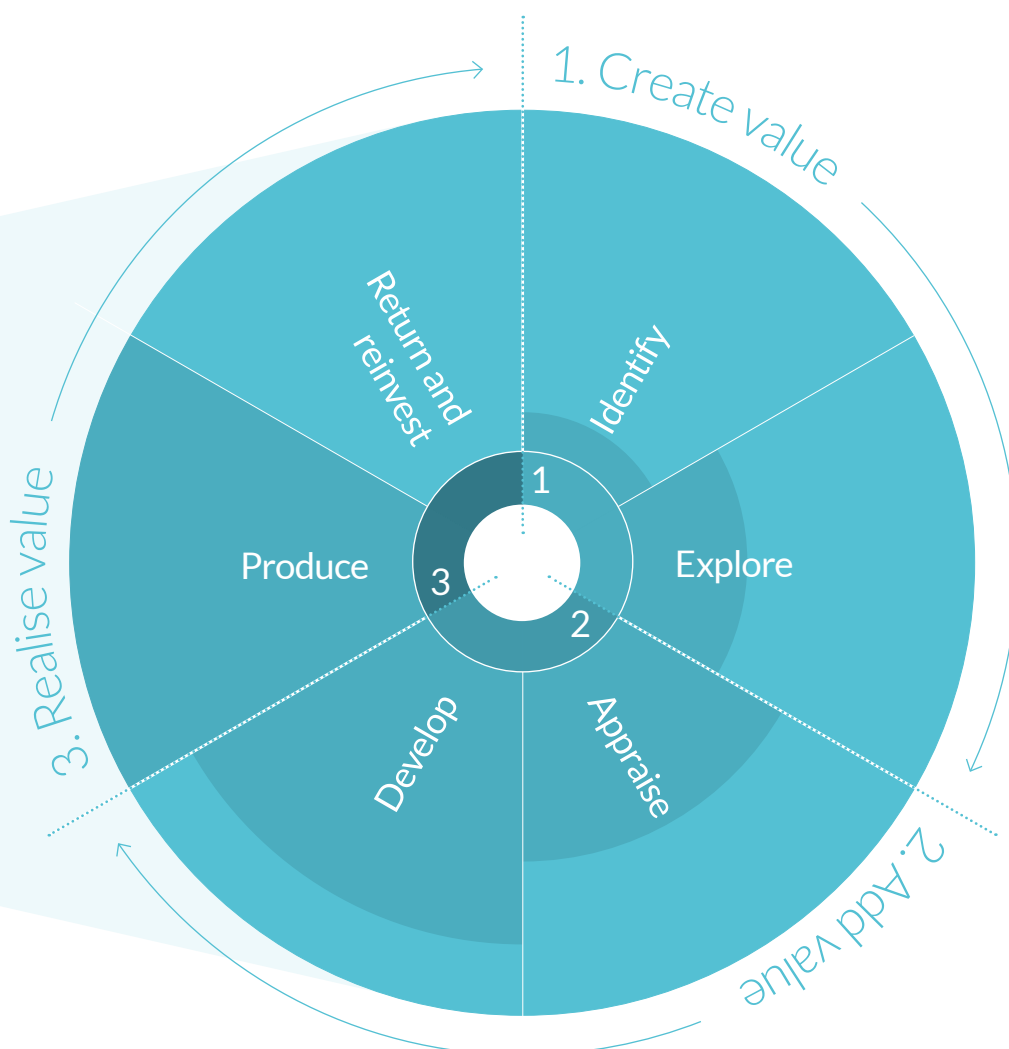 1. Create value
Identify
Explore
2. Add value
Appraise
Develop
3. Realise value
Produce
Return and
reinvest
1
2
3